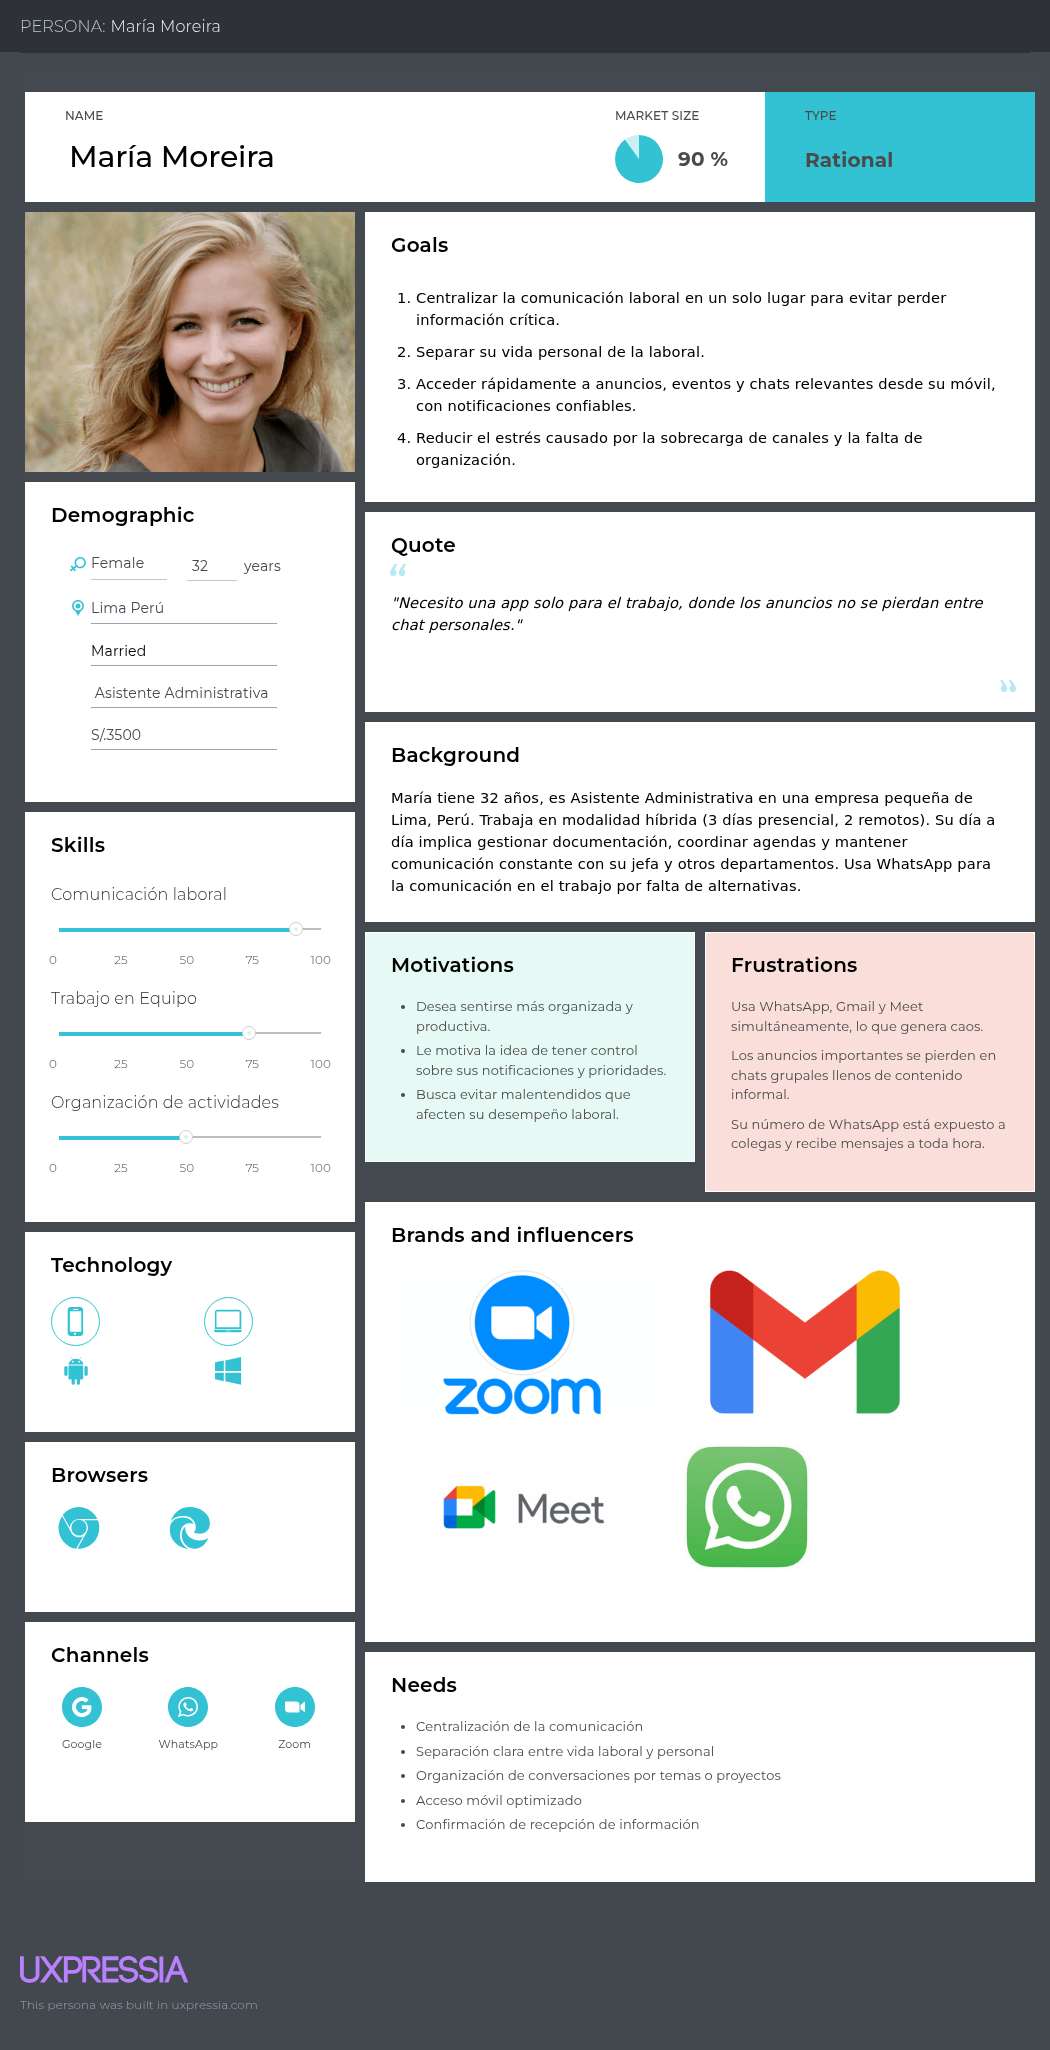 PERSONA: María Moreira
NAME
María Moreira
MARKET SIZE
90 %
TYPE
Rational
Demographic
Female
32
years
Lima Perú
Married
Asistente Administrativa
S/.3500
Skills
Comunicación laboral
0 25 50 75 100
Trabajo en Equipo
0 25 50 75 100
Organización de actividades
0 25 50 75 100
Technology
Browsers
Channels
Google
WhatsApp
Zoom
Goals
1. Centralizar la comunicación laboral en un solo lugar para evitar perder
información crítica.
2. Separar su vida personal de la laboral.
3. Acceder rápidamente a anuncios, eventos y chats relevantes desde su móvil,
con notificaciones confiables.
4. Reducir el estrés causado por la sobrecarga de canales y la falta de
organización.
Quote
"Necesito una app solo para el trabajo, donde los anuncios no se pierdan entre
chat personales."
Background
María tiene 32 años, es Asistente Administrativa en una empresa pequeña de
Lima, Perú. Trabaja en modalidad híbrida (3 días presencial, 2 remotos). Su día a
día implica gestionar documentación, coordinar agendas y mantener
comunicación constante con su jefa y otros departamentos. Usa WhatsApp para
la comunicación en el trabajo por falta de alternativas.
Motivations
• Desea sentirse más organizada y
productiva.
• Le motiva la idea de tener control
sobre sus notificaciones y prioridades.
• Busca evitar malentendidos que
afecten su desempeño laboral.
Frustrations
Usa WhatsApp, Gmail y Meet
simultáneamente, lo que genera caos.
Los anuncios importantes se pierden en
chats grupales llenos de contenido
informal.
Su número de WhatsApp está expuesto a
colegas y recibe mensajes a toda hora.
Brands and influencers
zoom
Meet
Needs
• Centralización de la comunicación
• Separación clara entre vida laboral y personal
• Organización de conversaciones por temas o proyectos
• Acceso móvil optimizado
• Confirmación de recepción de información
UXPRESSIA
This persona was built in uxpressia.com